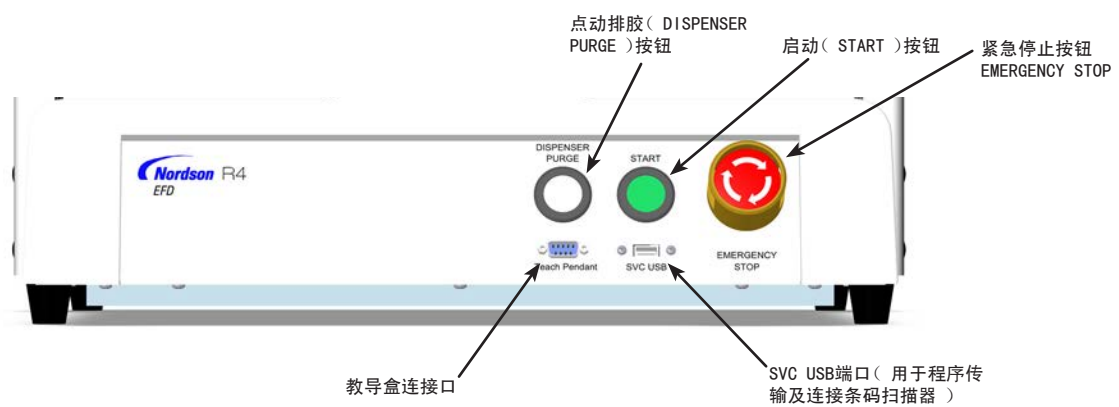 点动排胶( DISPENSER
PURGE )按钮
启动( START )按钮
紧急停止按钮
EMERGENCY STOP
Nordson R4
EFD
DISPENSER
PURGE
START
Teach Pendant
SVC USB
EMERGENCY
STOP
教导盒连接口
SVC USB端口( 用于程序传
输及连接条码扫描器 )